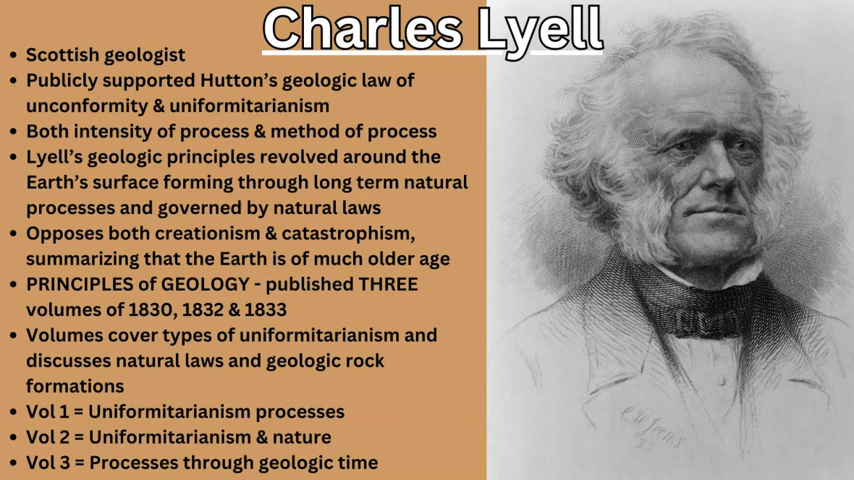 Charles Lyell
• Scottish geologist
• Publicly supported Hutton's geologic law of
unconformity & uniformitarianism
• Both intensity of process & method of process
• Lyell's geologic principles revolved around the
Earth's surface forming through long term natural
processes and governed by natural laws
• Opposes both creationism & catastrophism,
summarizing that the Earth is of much older age
• PRINCIPLES of GEOLOGY - published THREE
volumes of 1830, 1832 & 1833
• Volumes cover types of uniformitarianism and
discusses natural laws and geologic rock
formations
• Vol 1 = Uniformitarianism processes
• Vol 2 = Uniformitarianism & nature
• Vol 3 = Processes through geologic time